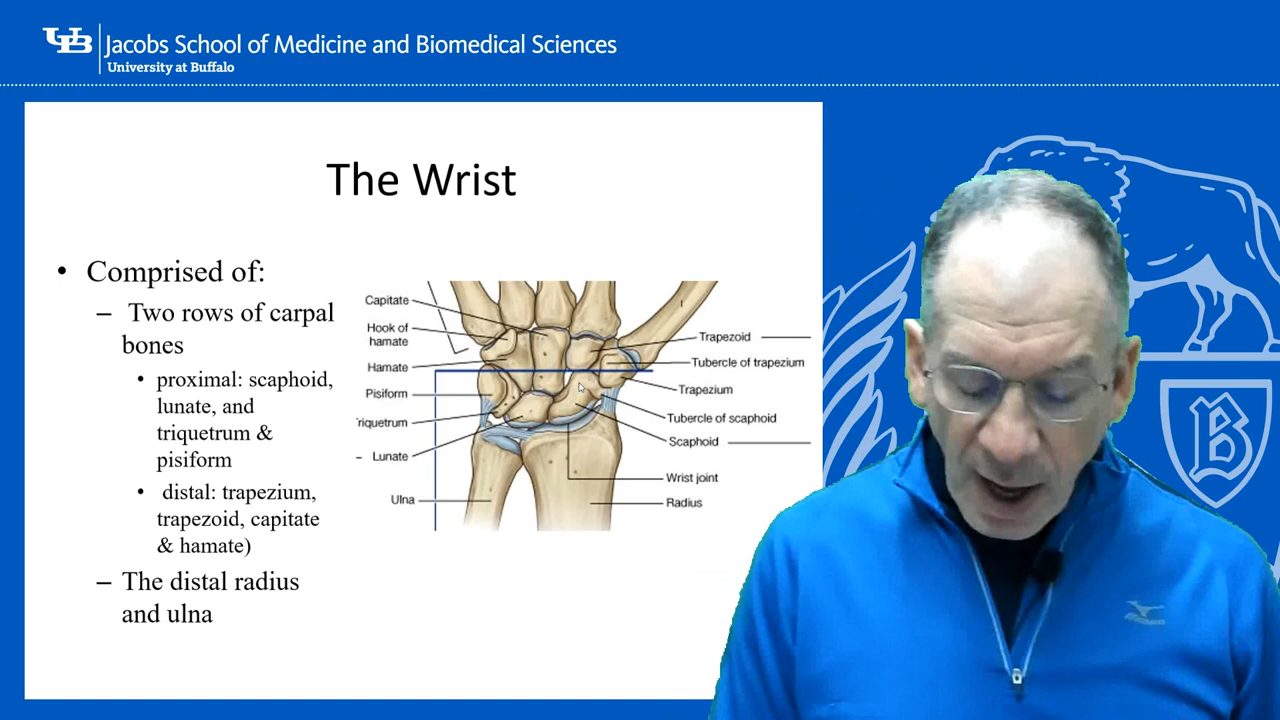 UB Jacobs School of Medicine and Biomedical Sciences
University at Buffalo
The Wrist
• Comprised of:
– Two rows of carpal
bones
• proximal: scaphoid,
lunate, and
triquetrum &
pisiform
• distal: trapezium,
trapezoid, capitate
& hamate)
– The distal radius
and ulna
Capitate
Hook of
hamate
Hamate
Pisiform
riquetrum
Lunate
Ulna
I
Trapezoid
Tubercle of trapezium
Trapezium
Tubercle of scaphoid
Scaphoid
Wrist joint
Radius
B